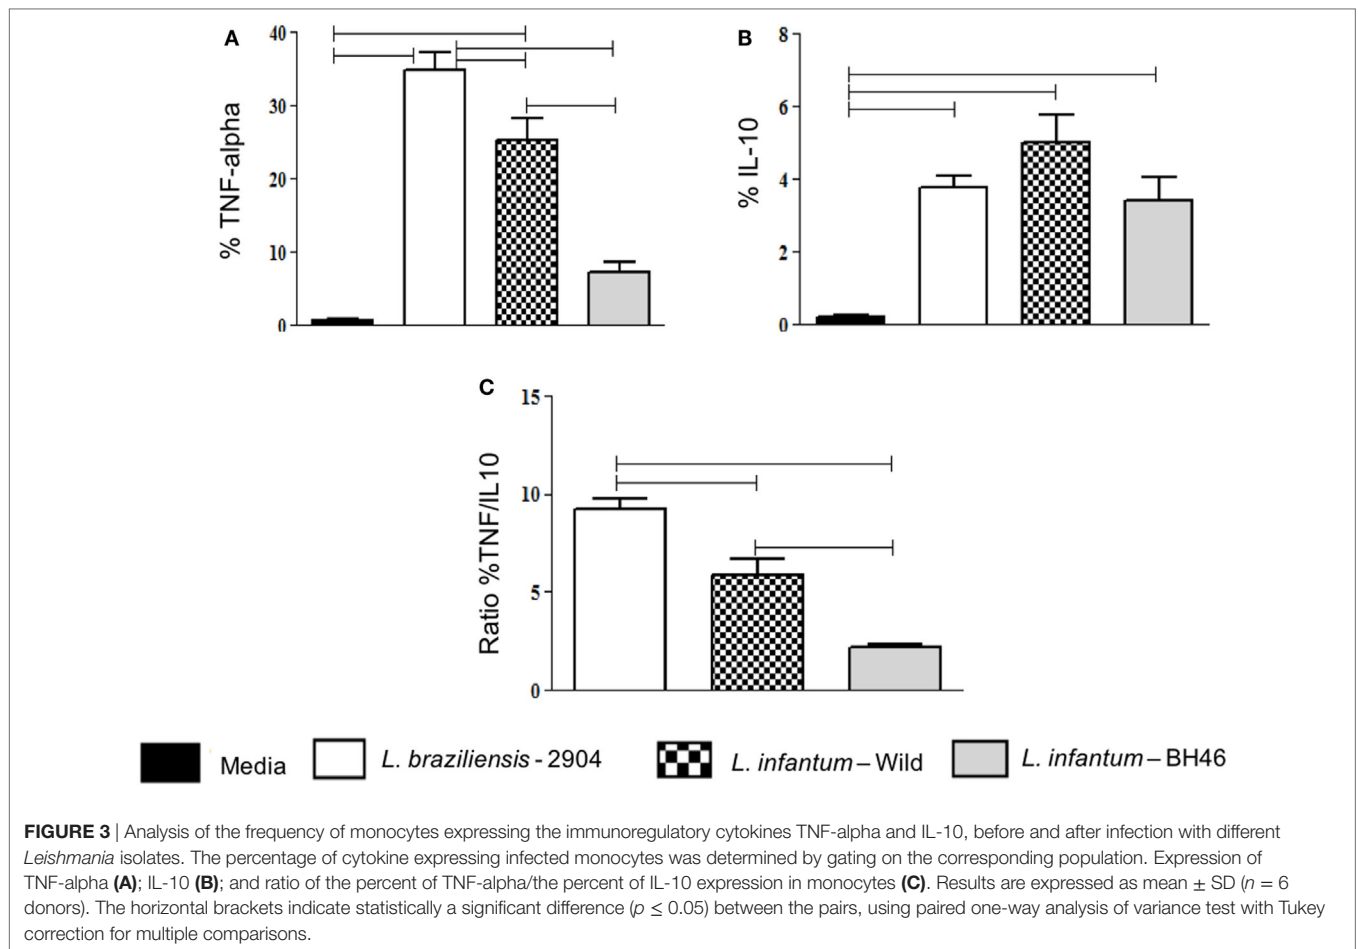 A
% TNF-alpha
40
30
20
10
0
B
% IL-10
8
6
4
2
0
C
Ratio %TNF/IL10
15
10
5
0
Media
L. braziliensis - 2904
L. infantum – Wild
L. infantum – BH46
FIGURE 3 | Analysis of the frequency of monocytes expressing the immunoregulatory cytokines TNF-alpha and IL-10, before and after infection with different
Leishmania isolates. The percentage of cytokine expressing infected monocytes was determined by gating on the corresponding population. Expression of
TNF-alpha (A); IL-10 (B); and ratio of the percent of TNF-alpha/the percent of IL-10 expression in monocytes (C). Results are expressed as mean ± SD (n = 6
donors). The horizontal brackets indicate statistically a significant difference (p ≤ 0.05) between the pairs, using paired one-way analysis of variance test with Tukey
correction for multiple comparisons.